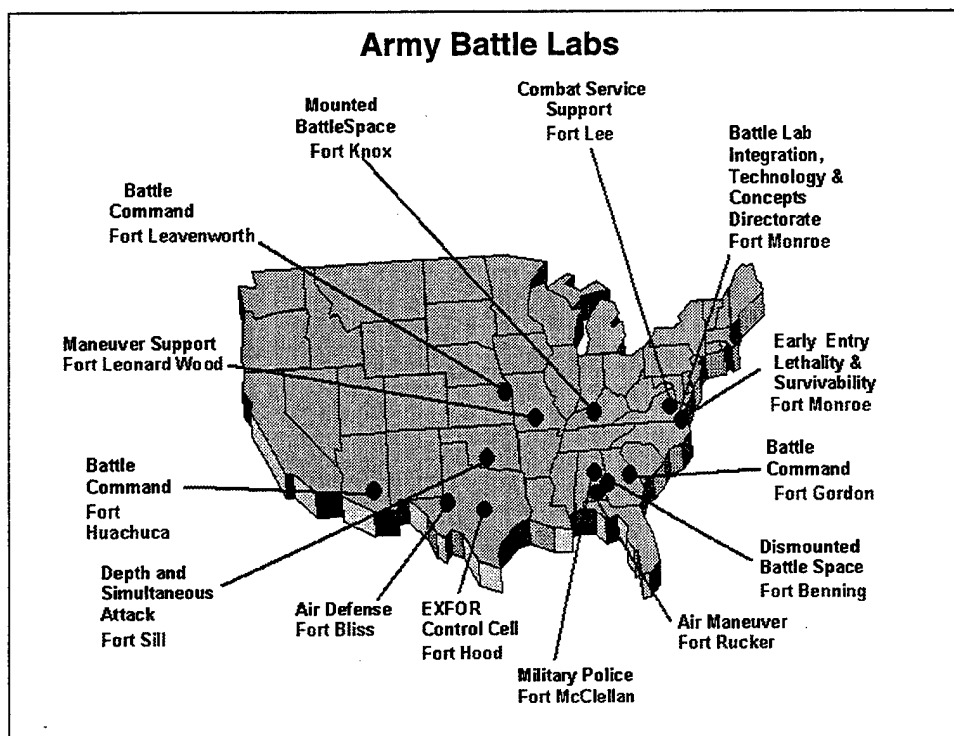 Army Battle Labs
Combat Service
Support
Fort Lee
Mounted
BattleSpace
Fort Knox
Battle Lab
Integration,
Technology &
Concepts
Directorate
Fort Monroe
Battle
Command
Fort Leavenworth
Maneuver Support
Fort Leonard Wood
Early Entry
Lethality &
Survivability
Fort Monroe
Battle
Command
Fort
Huachuca
Battle
Command
Fort Gordon
Depth and
Simultaneous
Attack
Fort Sill
Air Defense
Fort Bliss
EXFOR
Control Cell
Fort Hood
Military Police
Fort McClellan
Air Maneuver
Fort Rucker
Dismounted
Battle Space
Fort Benning